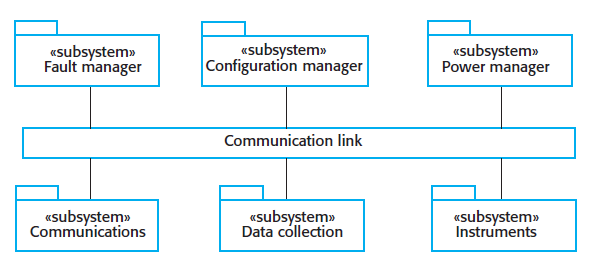 «subsystem»
Fault manager
«subsystem»
Configuration manager
«subsystem»
Power manager
Communication link
«subsystem»
Communications
«subsystem»
Data collection
«subsystem»
Instruments